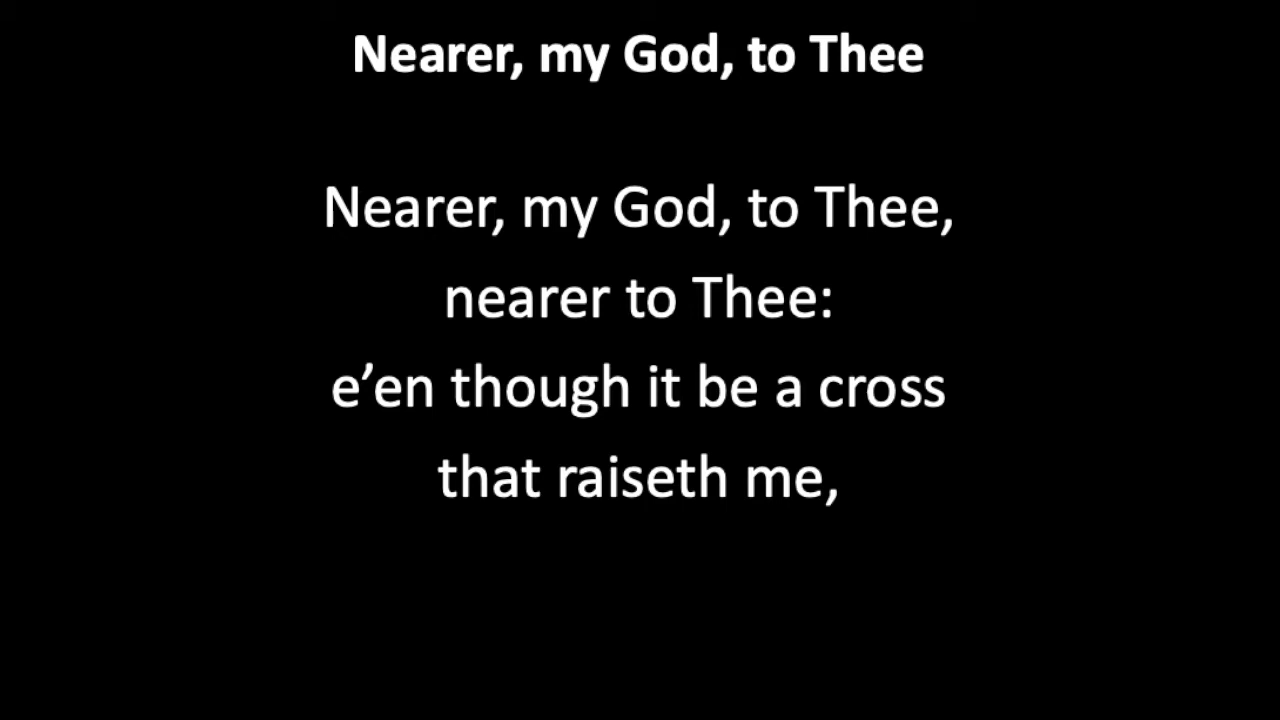 Nearer, my God, to Thee
Nearer, my God, to Thee,
nearer to Thee:
e’en though it be a cross
that raiseth me,